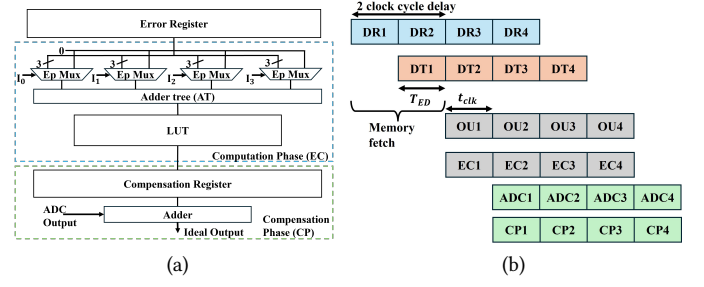 Error Register
0
3 3 3 3
I0 Ep Mux I1 Ep Mux I2 Ep Mux I3 Ep Mux
Adder tree (AT)
LUT
Computation Phase (EC)
Compensation Register
ADC
Output
Adder
Compensation
Phase (CP)
Ideal Output
(a)
2 clock cycle delay
DR1 DR2 DR3 DR4
DT1 DT2 DT3 DT4
TED tclk
Memory
fetch
OU1 OU2 OU3 OU4
EC1 EC2 EC3 EC4
ADC1 ADC2 ADC3 ADC4
CP1 CP2 CP3 CP4
(b)